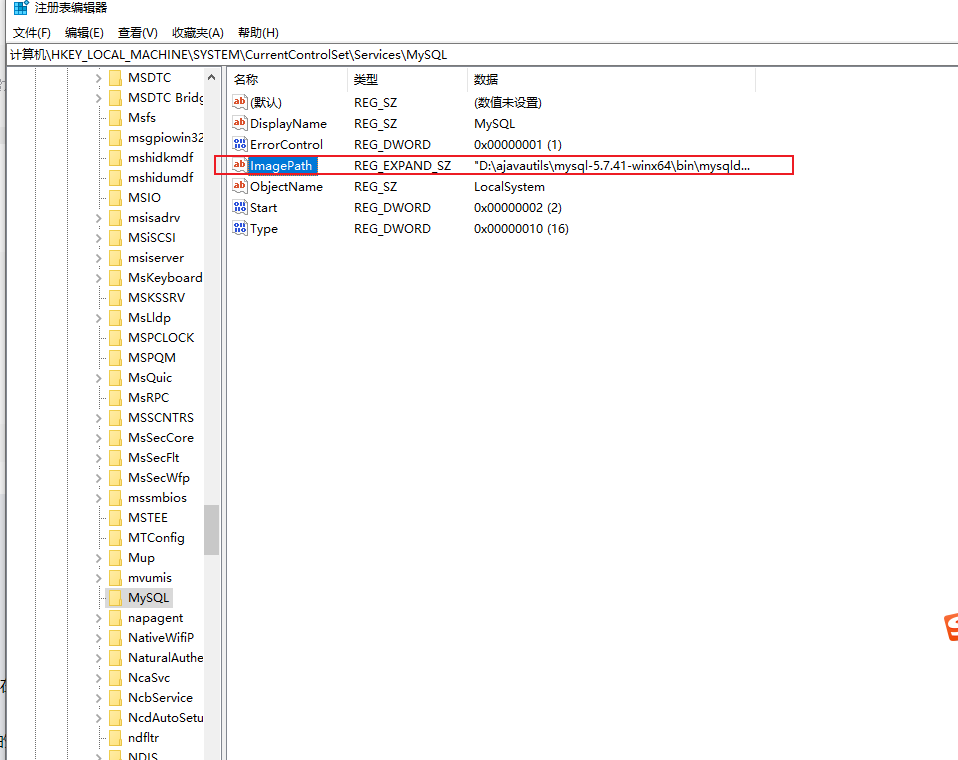 注册表编辑器
文件(F) 编辑(E) 查看(V) 收藏夹(A) 帮助(H)
计算机\HKEY_LOCAL_MACHINE\SYSTEM\CurrentControlSet\Services\MySQL
MSDTC
MSDTC Bridg
Msfs
msgpiowin32
mshidkmdf
mshidumdf
MSIO
msisadrv
MSiSCSI
msiserver
MsKeyboard
MSKSSRV
MsLldp
MSPCLOCK
MSPQM
MsQuic
MsRPC
MSSCNTRS
MsSecCore
MsSecFlt
MsSecWfp
mssmbios
MSTEE
MTConfig
Mup
mvumis
MySQL
napagent
NativeWifiP
NaturalAuthe
NcaSvc
NcbService
NcdAutoSetu
ndfltr
NDIS
名称 类型 数据
(默认) REG_SZ (数值未设置)
DisplayName REG_SZ MySQL
ErrorControl REG_DWORD 0x00000001 (1)
ImagePath REG_EXPAND_SZ "D:\ajavautils\mysql-5.7.41-winx64\bin\mysqld...
ObjectName REG_SZ LocalSystem
Start REG_DWORD 0x00000002 (2)
Type REG_DWORD 0x00000010 (16)